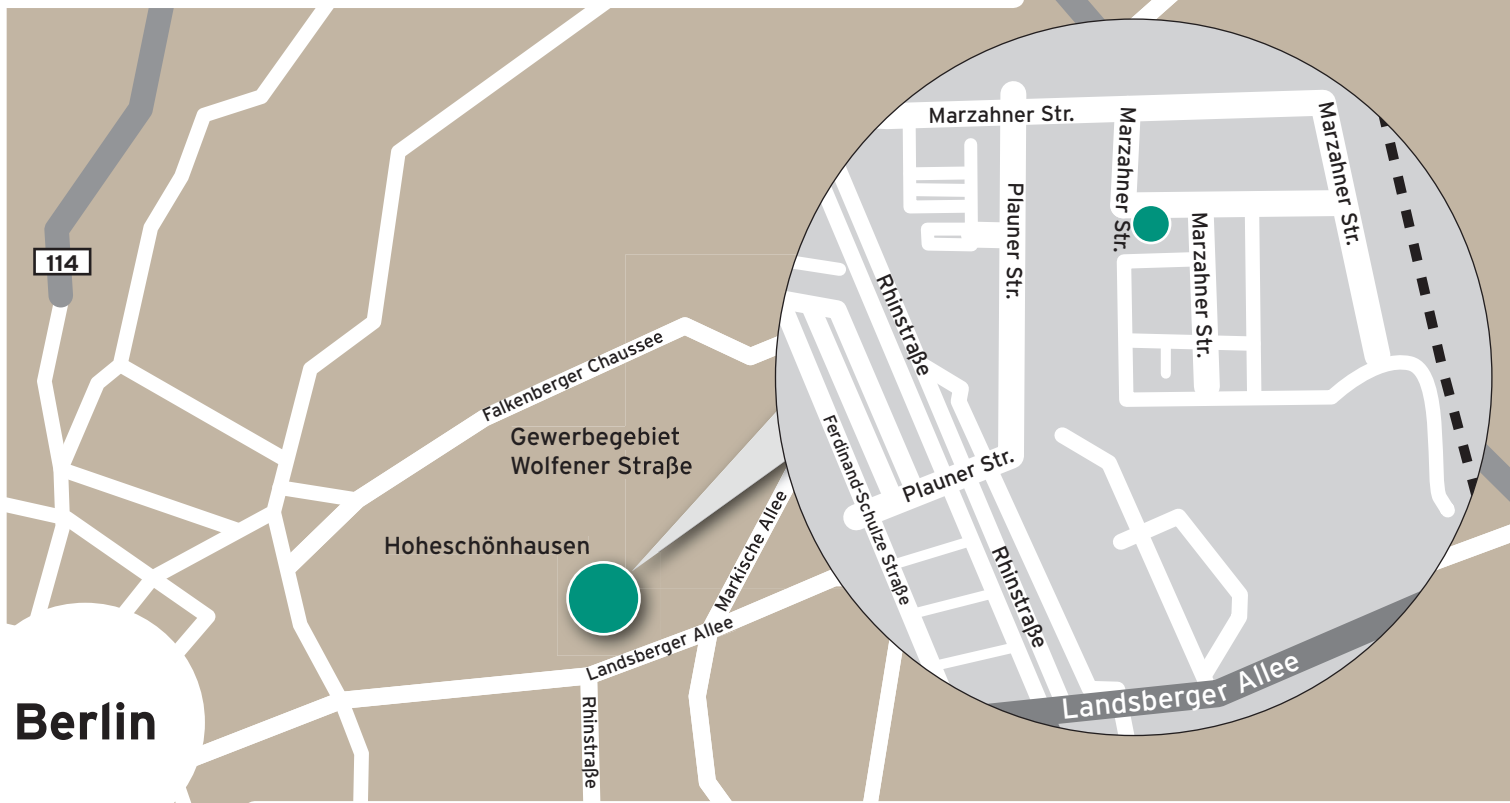 114
Falkenberger Chaussee
Gewerbegebiet
Wolfener Straße
Hoheschönhausen
Markische Allee
Landsberger Allee
Rhinstraße
Berlin
Marzahner Str.
Marzahner Str.
Marzahner Str.
Marzahner Str.
Plauner Str.
Rhinstraße
Ferdinand-Schulze Straße
Plauner Str.
Rhinstraße
Landsberger Allee